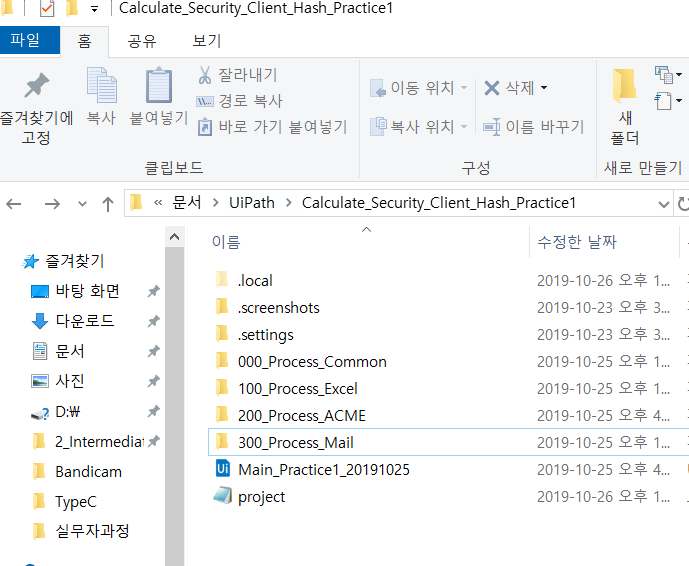 Calculate_Security_Client_Hash_Practice1
파일 홈 공유 보기
즐겨찾기에 고정
복사
붙여넣기
잘라내기
경로 복사
바로 가기 붙여넣기
클립보드
이동 위치
복사 위치
삭제
이름 바꾸기
구성
새 폴더
새로 만들기
« 문서 > UiPath > Calculate_Security_Client_Hash_Practice1
즐겨찾기
바탕 화면
다운로드
문서
사진
D:\
2_Intermediat
Bandicam
TypeC
실무자과정
이름 수정한 날짜
.local 2019-10-26 오후 1...
.screenshots 2019-10-23 오후 3...
.settings 2019-10-23 오후 3...
000_Process_Common 2019-10-25 오후 1...
100_Process_Excel 2019-10-25 오후 1...
200_Process_ACME 2019-10-25 오후 4...
300_Process_Mail 2019-10-25 오후 1...
Ui Main_Practice1_20191025 2019-10-25 오후 4...
project 2019-10-26 오후 1...